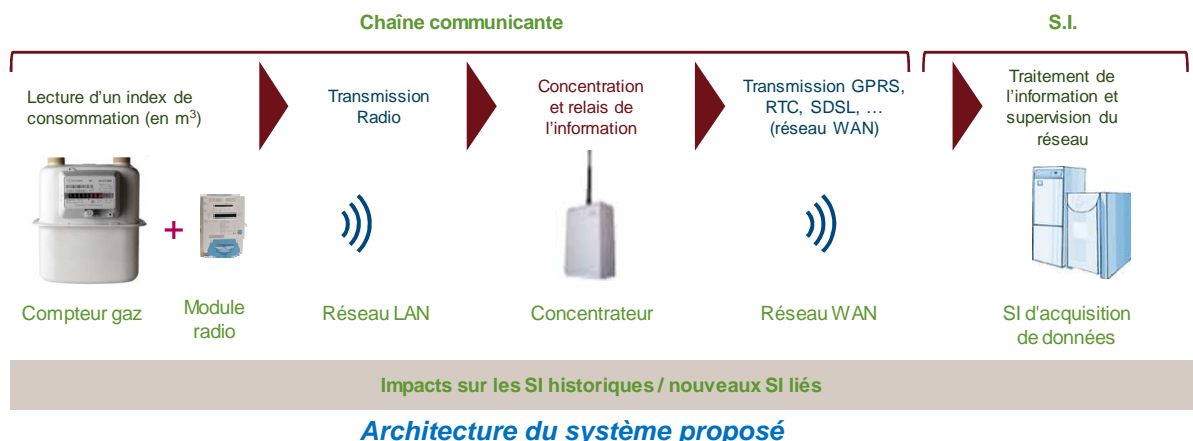 Chaîne communicante
S.I.
Lecture d'un index de
consommation (en m³)
Transmission
Radio
Concentration
et relais de
l'information
Transmission GPRS,
RTC, SDSL, ...
(réseau WAN)
Traitement de
l'information et
supervision du
réseau
+
Compteur gaz
Module
radio
Réseau LAN
Concentrateur
Réseau WAN
SI d'acquisition
de données
Impacts sur les SI historiques / nouveaux SI liés
Architecture du système proposé